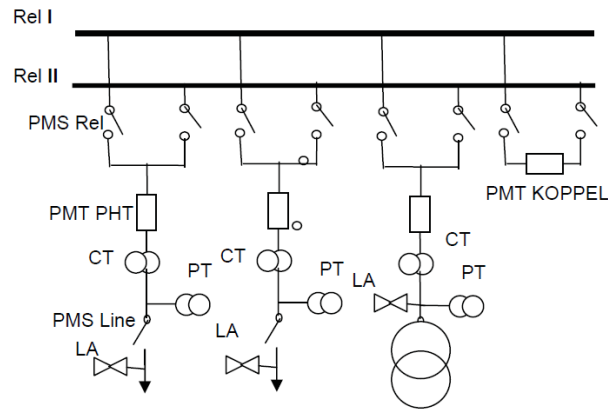 Rel I
Rel II
PMS Rel
PMT PHT
PMT KOPPEL
CT
PT
CT
PT
CT
PT
LA
PMS Line
LA
LA